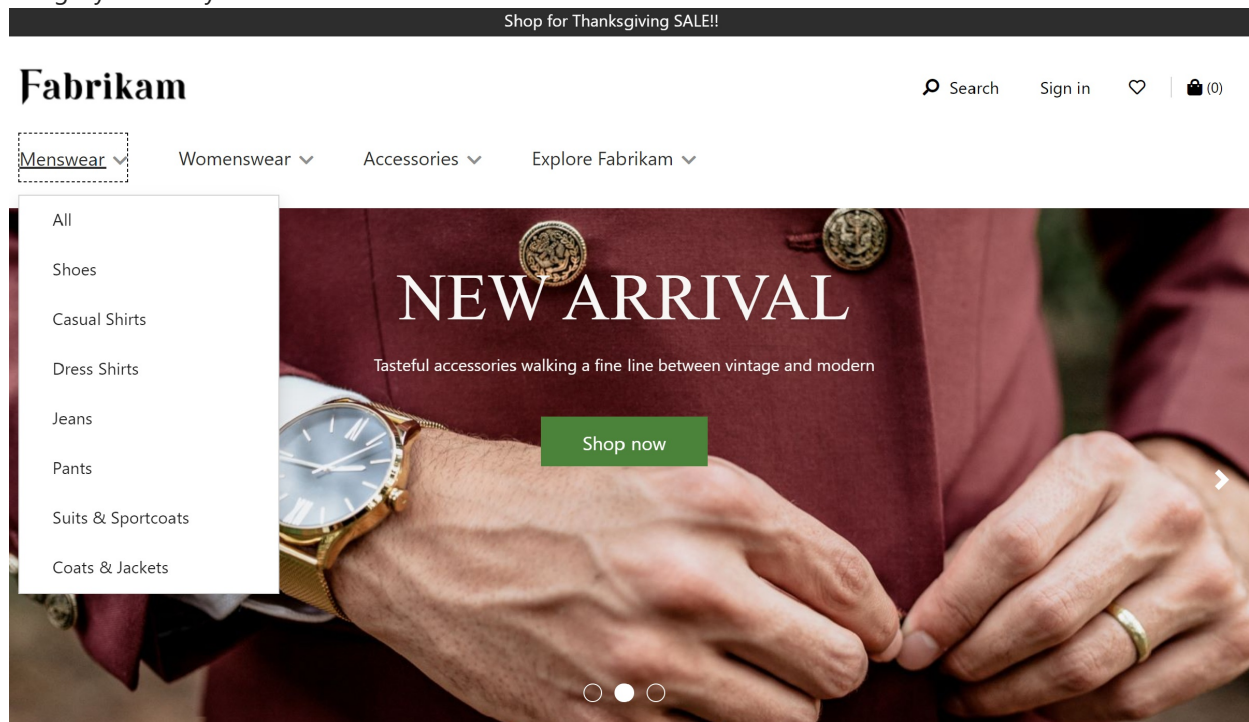 Shop for Thanksgiving SALE!!
Fabrikam
Search Sign in (0)
Menswear Womenswear Accessories Explore Fabrikam
All
Shoes
Casual Shirts
Dress Shirts
Jeans
Pants
Suits & Sportcoats
Coats & Jackets
NEW ARRIVAL
Tasteful accessories walking a fine line between vintage and modern
Shop now